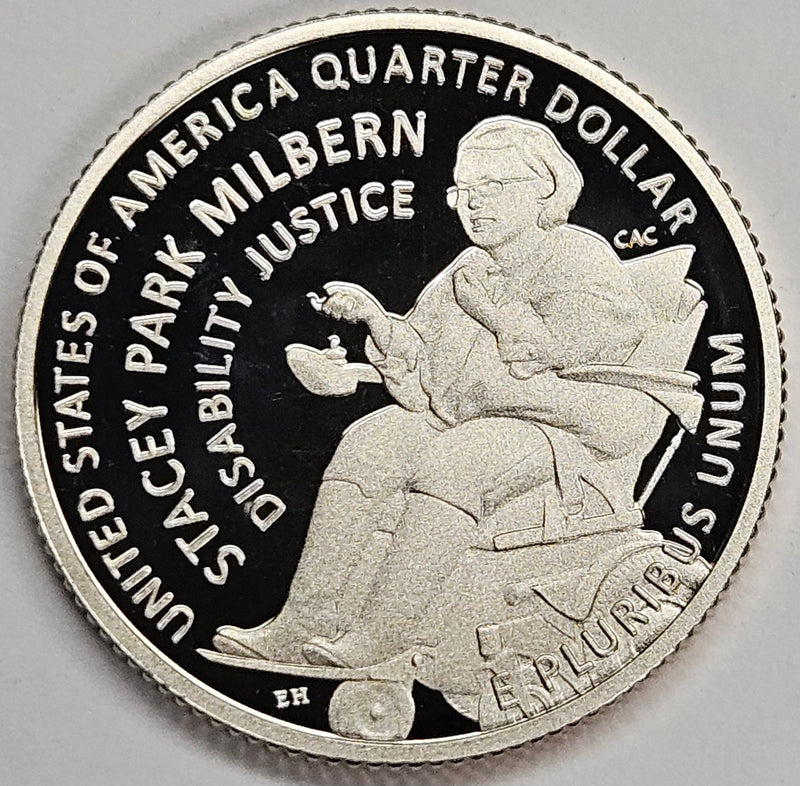 UNITED STATES OF AMERICA QUARTER DOLLAR
STACEY PARK MILBERN
DISABILITY JUSTICE
CAC
E PLURIBUS UNUM
EH